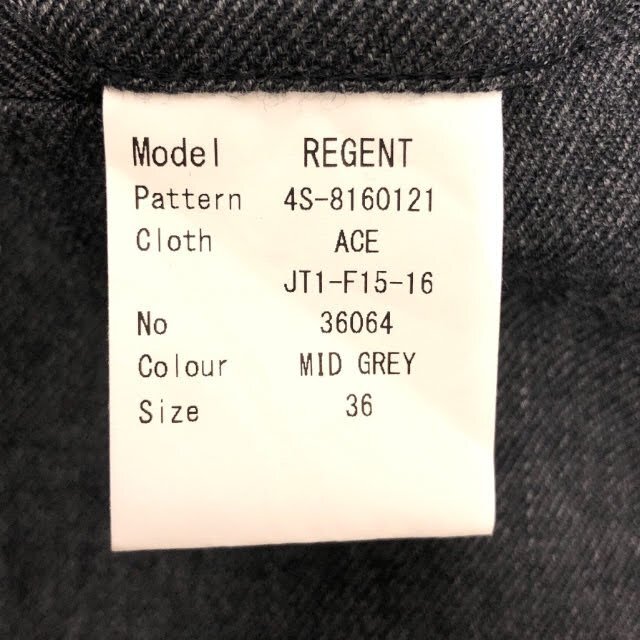 Model REGENT
Pattern 4S-8160121
Cloth ACE
JT1-F15-16
No 36064
Colour MID GREY
Size 36